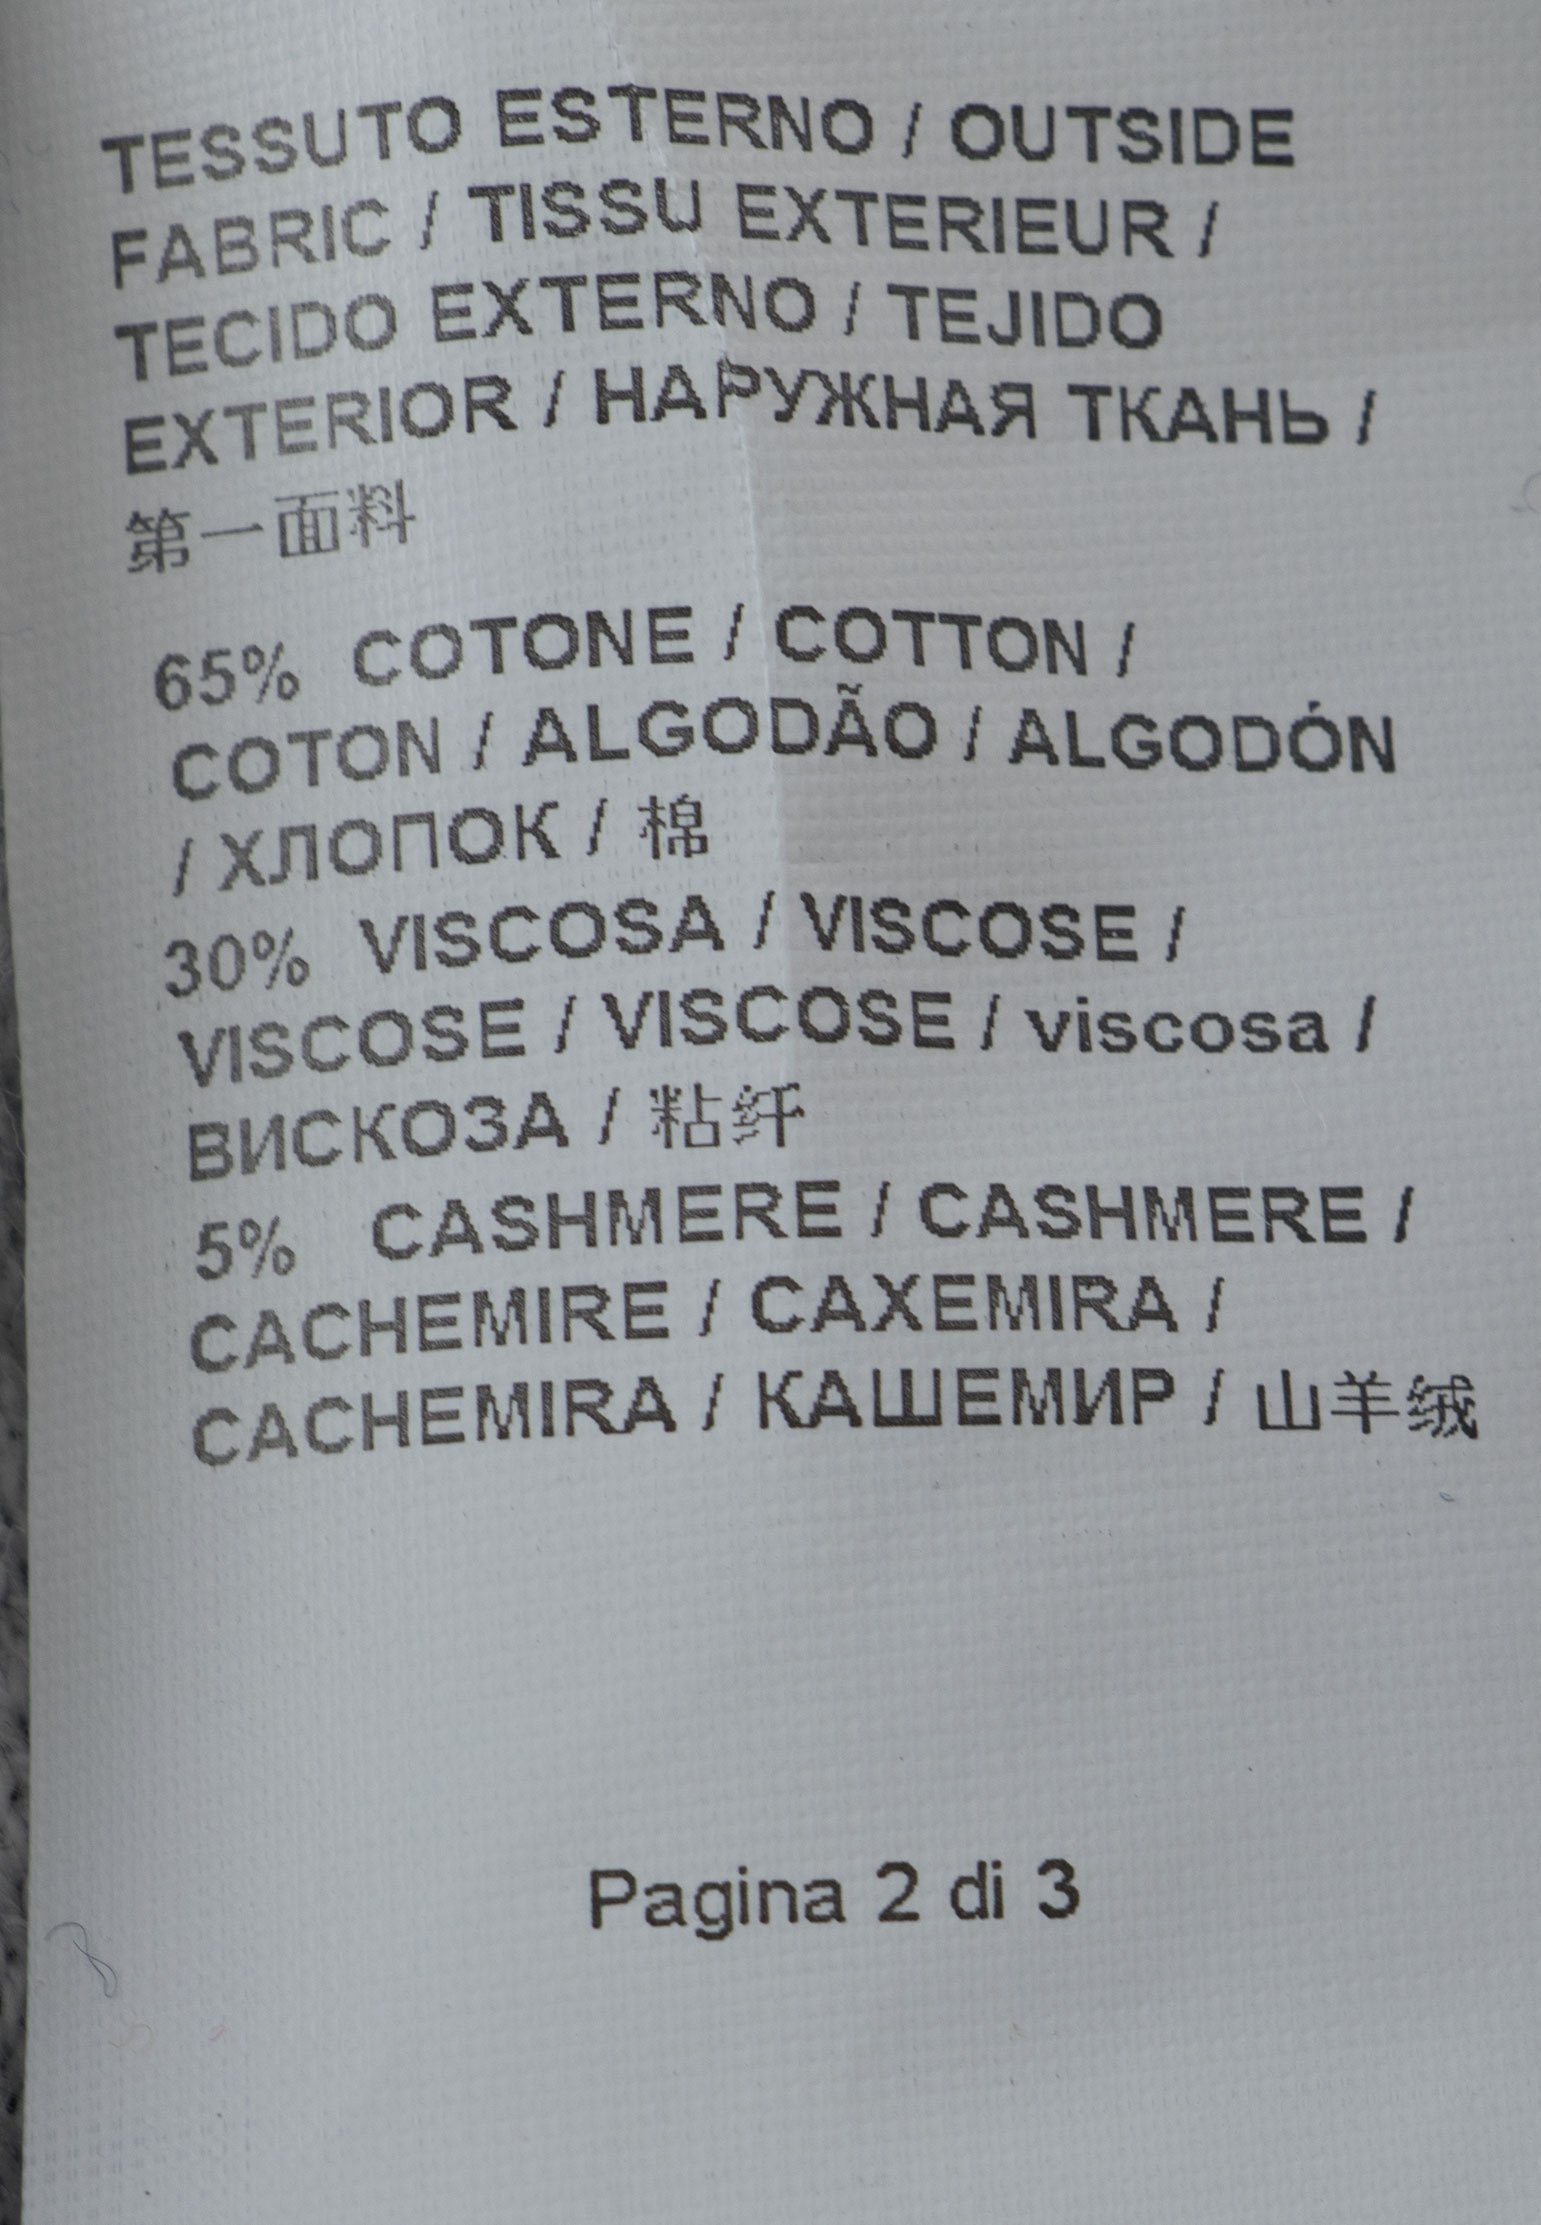 TESSUTO ESTERNO / OUTSIDE
FABRIC / TISSU EXTERIEUR /
TECIDO EXTERNO / TEJIDO
EXTERIOR / НАРУЖНАЯ ТКАНЬ /
第一面料
65% COTONE / COTTON /
COTON / ALGODÃO / ALGODÓN
/ ХЛОПОК / 棉
30% VISCOSA / VISCOSE /
VISCOSE / VISCOSE / viscosa /
ВИСКОЗА / 粘纤
5% CASHMERE / CASHMERE /
CACHEMIRE / CAXEMIRA /
CACHEMIRA / КАШЕМИР / 山羊绒
Pagina 2 di 3